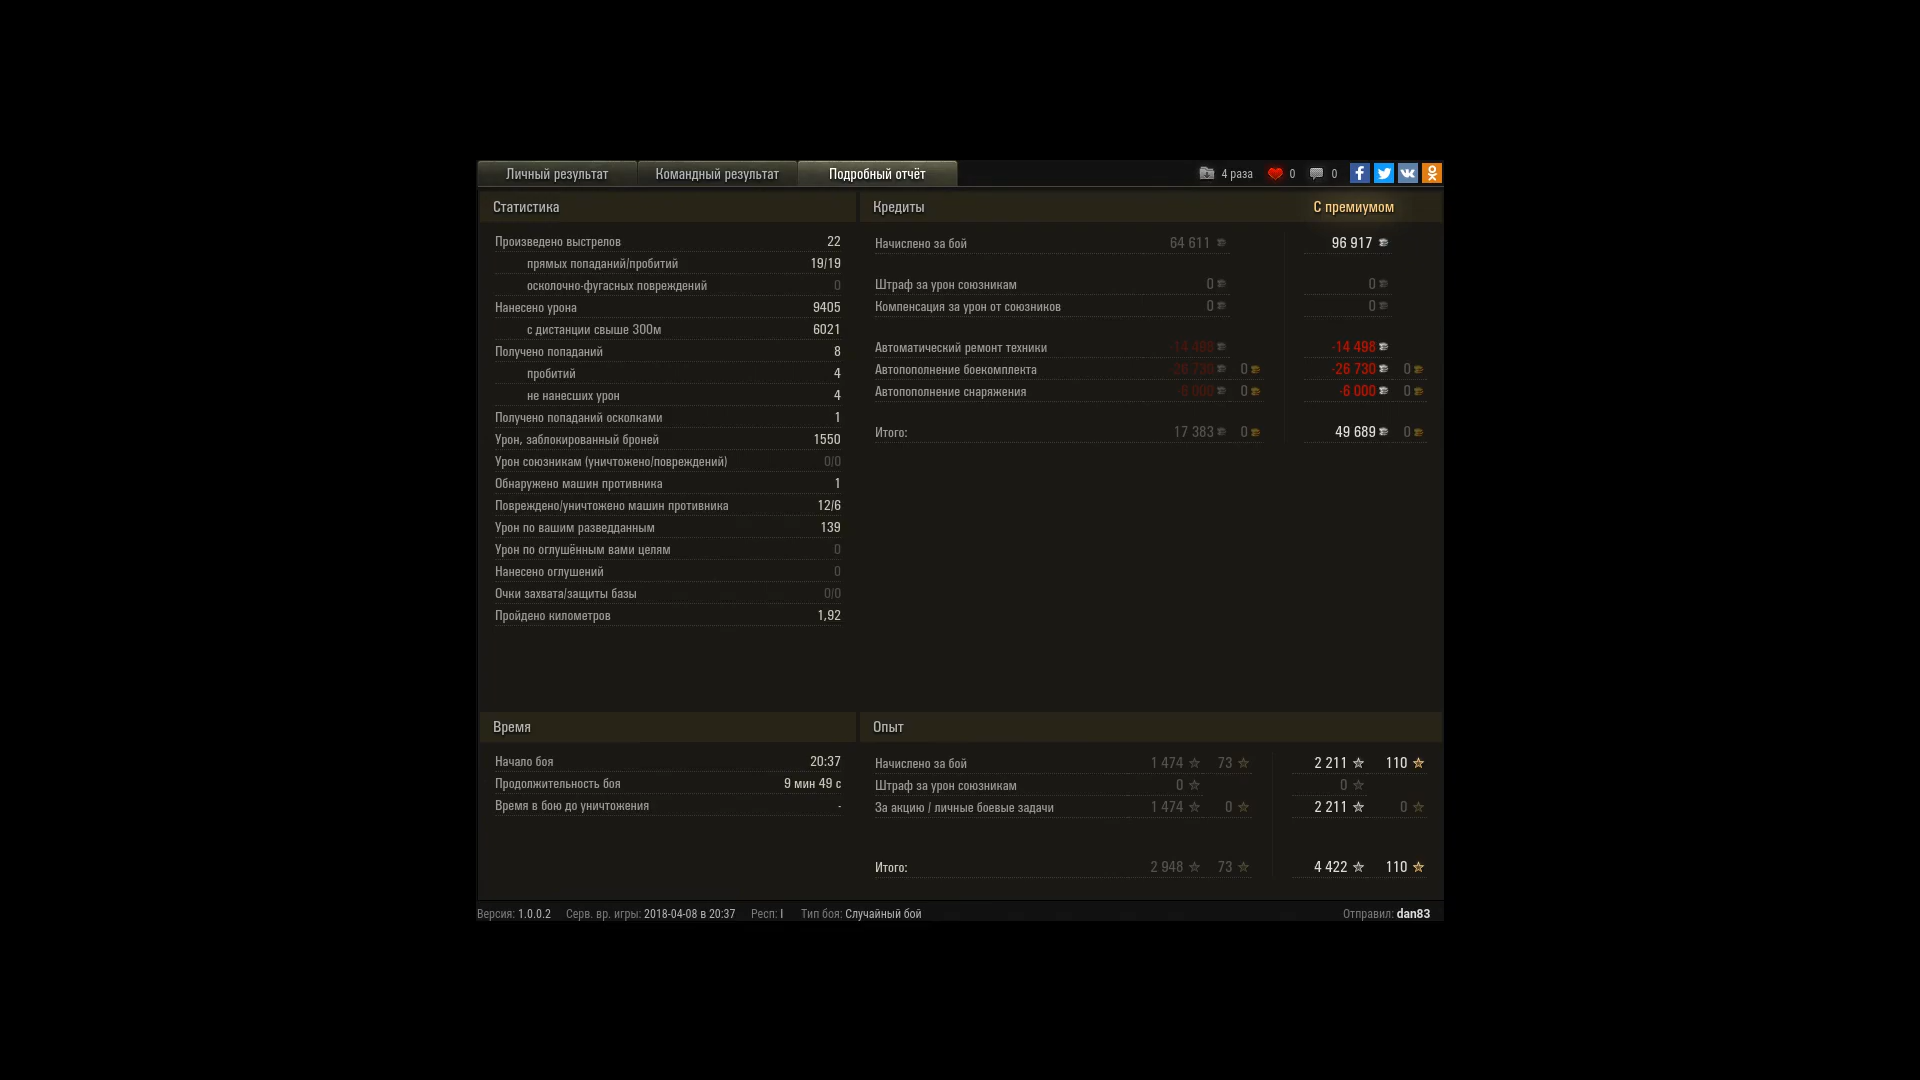 Личный результат Командный результат Подробный отчёт 4 раза 0 0
Статистика
Произведено выстрелов 22
прямых попаданий/пробитий 19/19
осколочно-фугасных повреждений 0
Нанесено урона 9405
с дистанции свыше 300м 6021
Получено попаданий 8
пробитий 4
не нанесших урон 4
Получено попаданий осколками 1
Урон, заблокированный броней 1550
Урон союзникам (уничтожено/повреждений) 0/0
Обнаружено машин противника 1
Повреждено/уничтожено машин противника 12/6
Урон по вашим разведданным 139
Урон по оглушённым вами целям 0
Нанесено оглушений 0
Очки захвата/защиты базы 0/0
Пройдено километров 1,92
Кредиты С премиумом
Начислено за бой 64 611 96 917
Штраф за урон союзникам 0 0
Компенсация за урон от союзников 0 0
Автоматический ремонт техники -14 498 -14 498
Автопополнение боекомплекта -26 730 0 -26 730 0
Автопополнение снаряжения -6 000 0 -6 000 0
Итого: 17 383 0 49 689 0
Время
Начало боя 20:37
Продолжительность боя 9 мин 49 с
Время в бою до уничтожения -
Опыт
Начислено за бой 1 474 73 2 211 110
Штраф за урон союзникам 0 0
За акцию / личные боевые задачи 1 474 0 2 211 0
Итого: 2 948 73 4 422 110
Версия: 1.0.0.2 Серв. вр. игры: 2018-04-08 в 20:37 Респ: I Тип боя: Случайный бой Отправил: dan83